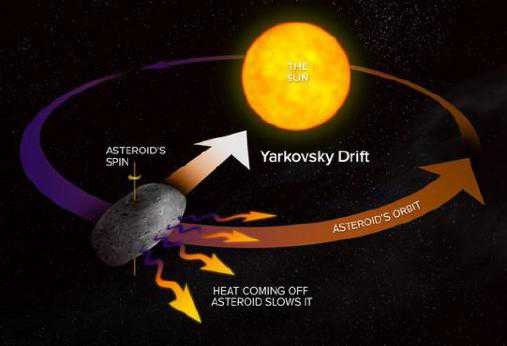 THE
SUN
ASTEROID'S
SPIN
Yarkovsky Drift
ASTEROID'S ORBIT
HEAT COMING OFF
ASTEROID SLOWS IT